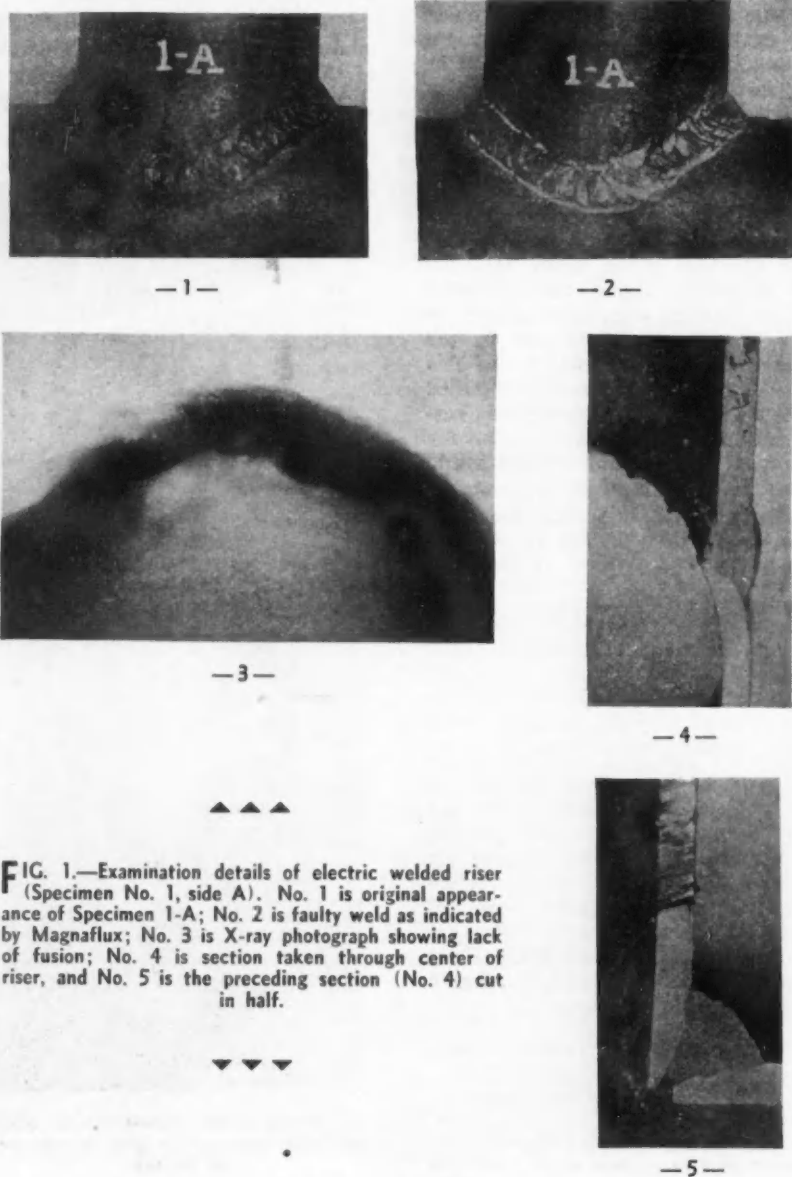 1-A
1-A
—1—
—2—
—3—
—4—
FIG. 1.—Examination details of electric welded riser
(Specimen No. 1, side A). No. 1 is original appear-
ance of Specimen 1-A; No. 2 is faulty weld as indicated
by Magnaflux; No. 3 is X-ray photograph showing lack
of fusion; No. 4 is section taken through center of
riser, and No. 5 is the preceding section (No. 4) cut
in half.
—5—